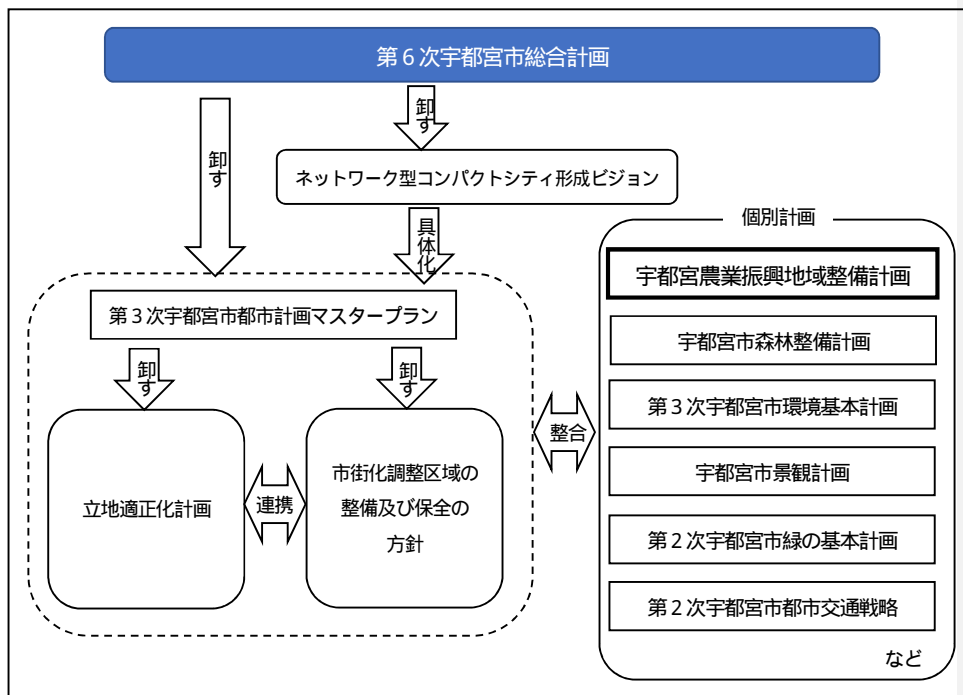 第6次宇都宮市総合計画
卸す
卸す
ネットワーク型コンパクトシティ形成ビジョン
具体化
第3次宇都宮市都市計画マスタープラン
卸す
卸す
立地適正化計画
連携
市街化調整区域の
整備及び保全の
方針
整合
個別計画
宇都宮農業振興地域整備計画
宇都宮市森林整備計画
第3次宇都宮市環境基本計画
宇都宮市景観計画
第2次宇都宮市緑の基本計画
第2次宇都宮市都市交通戦略
など